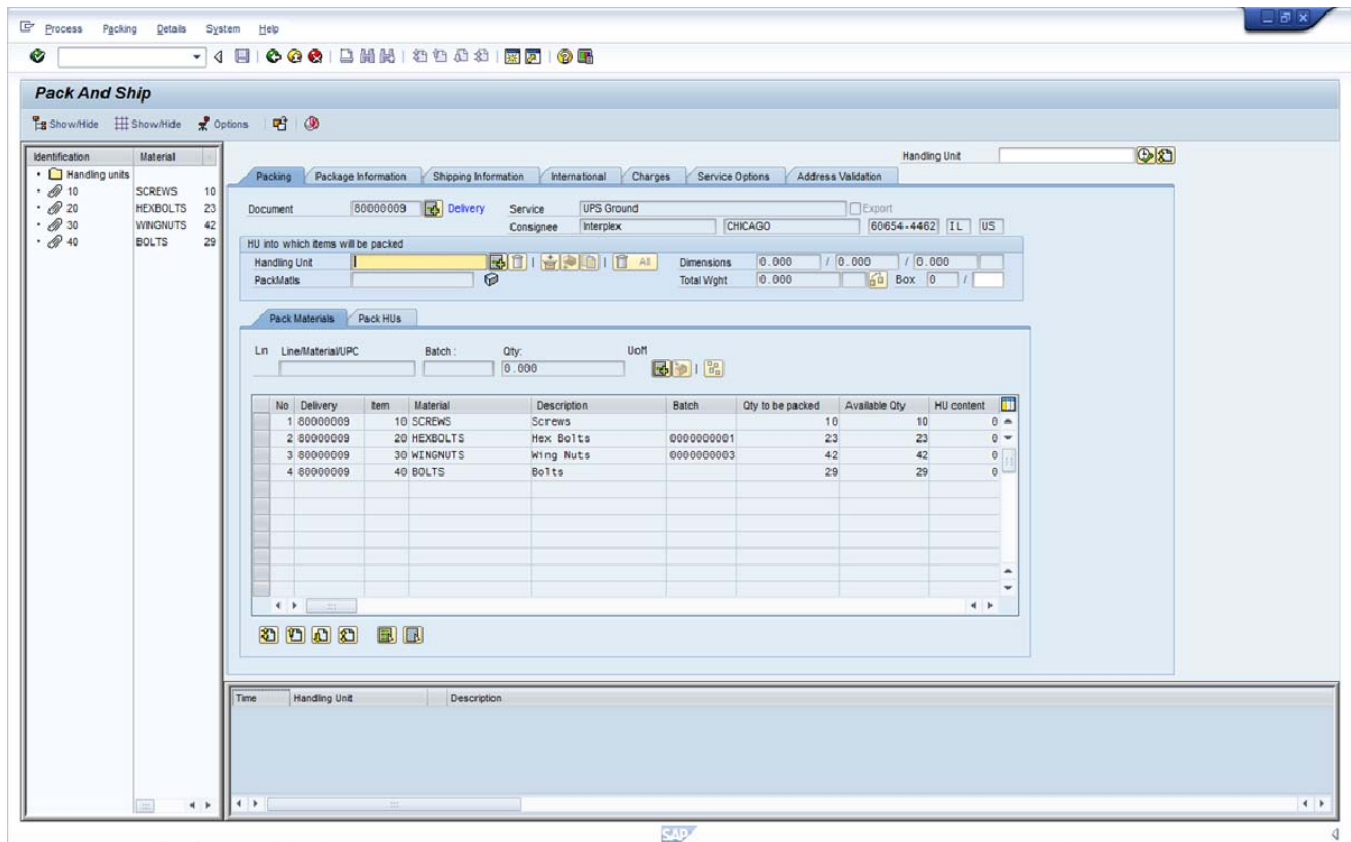 Process Packing Details System Help
Pack And Ship
Show/Hide Show/Hide Options
Identification Material
Handling units
10 SCREWS 10
20 HEXBOLTS 23
30 WINGNUTS 42
40 BOLTS 29
Handling Unit
Packing Package Information Shipping Information International Charges Service Options Address Validation
Document 80000009 Delivery Service UPS Ground Export
Consignee Interplex CHICAGO 60654-4462 IL US
HU into which items will be packed
Handling Unit All Dimensions 0.000 / 0.000 / 0.000
PackMatls Total Wght 0.000 Box 0 /
Pack Materials Pack HUs
Ln Line/Material/UPC Batch : Qty: UoM
0.000
No Delivery Item Material Description Batch Qty to be packed Available Qty HU content
1 80000009 10 SCREWS Screws 10 10 0
2 80000009 20 HEXBOLTS Hex Bolts 0000000001 23 23 0
3 80000009 30 WINGNUTS Wing Nuts 0000000003 42 42 0
4 80000009 40 BOLTS Bolts 29 29 0
Time Handling Unit Description
SAP